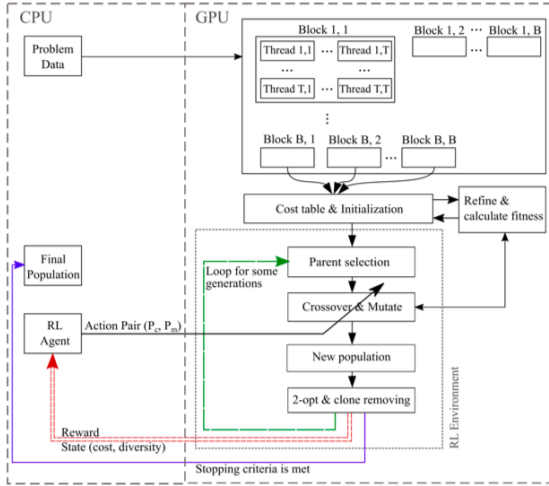 CPU
GPU
Problem
Data
Block 1, 1
Thread 1,1
...
Thread 1,T
...
...
Thread T,1
...
Thread T,T
Block 1, 2 ... Block 1, B
...
...
Block B, 1
Block B, 2
...
Block B, B
Cost table & Initialization
Refine &
calculate fitness
Final
Population
Loop for some
generations
Parent selection
Crossover & Mutate
RL
Agent
Action Pair (Pc, Pm)
New population
2-opt & clone removing
RL Environment
Reward
State (cost, diversity)
Stopping criteria is met